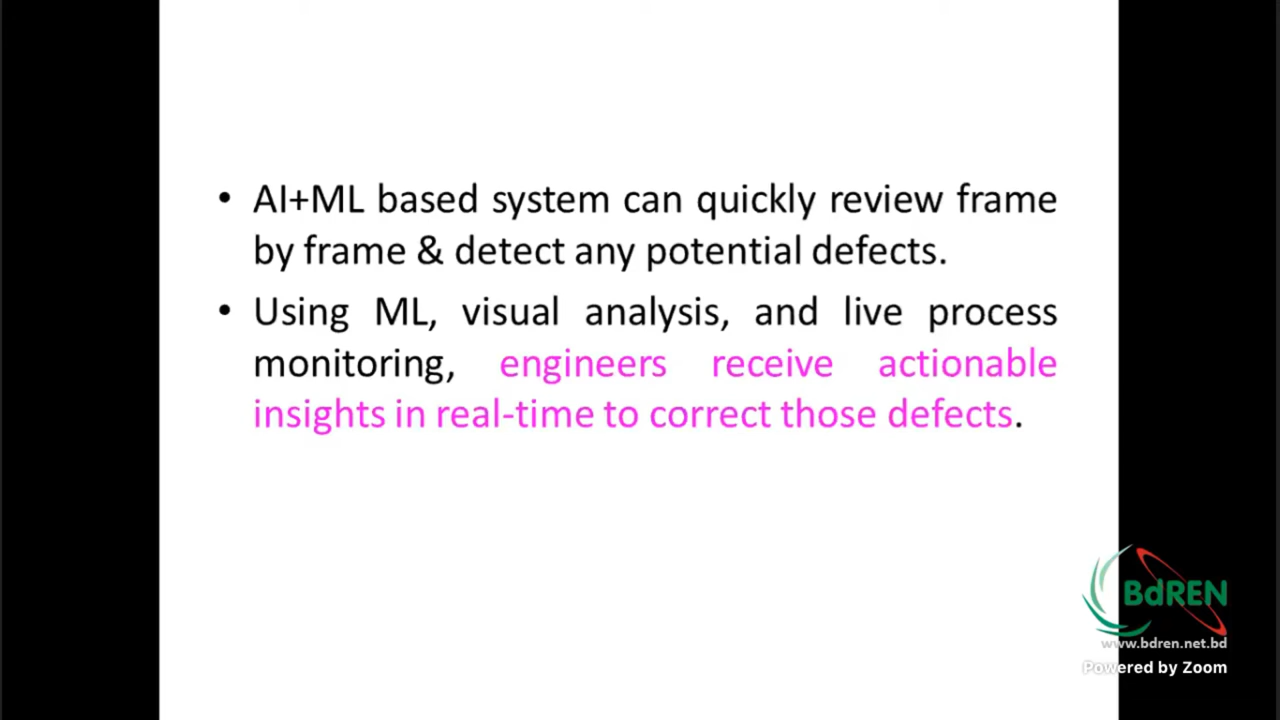 • AI+ML based system can quickly review frame
by frame & detect any potential defects.
• Using ML, visual analysis, and live process
monitoring, engineers receive actionable
insights in real-time to correct those defects.
BdREN
www.bdren.net.bd
Powered by Zoom